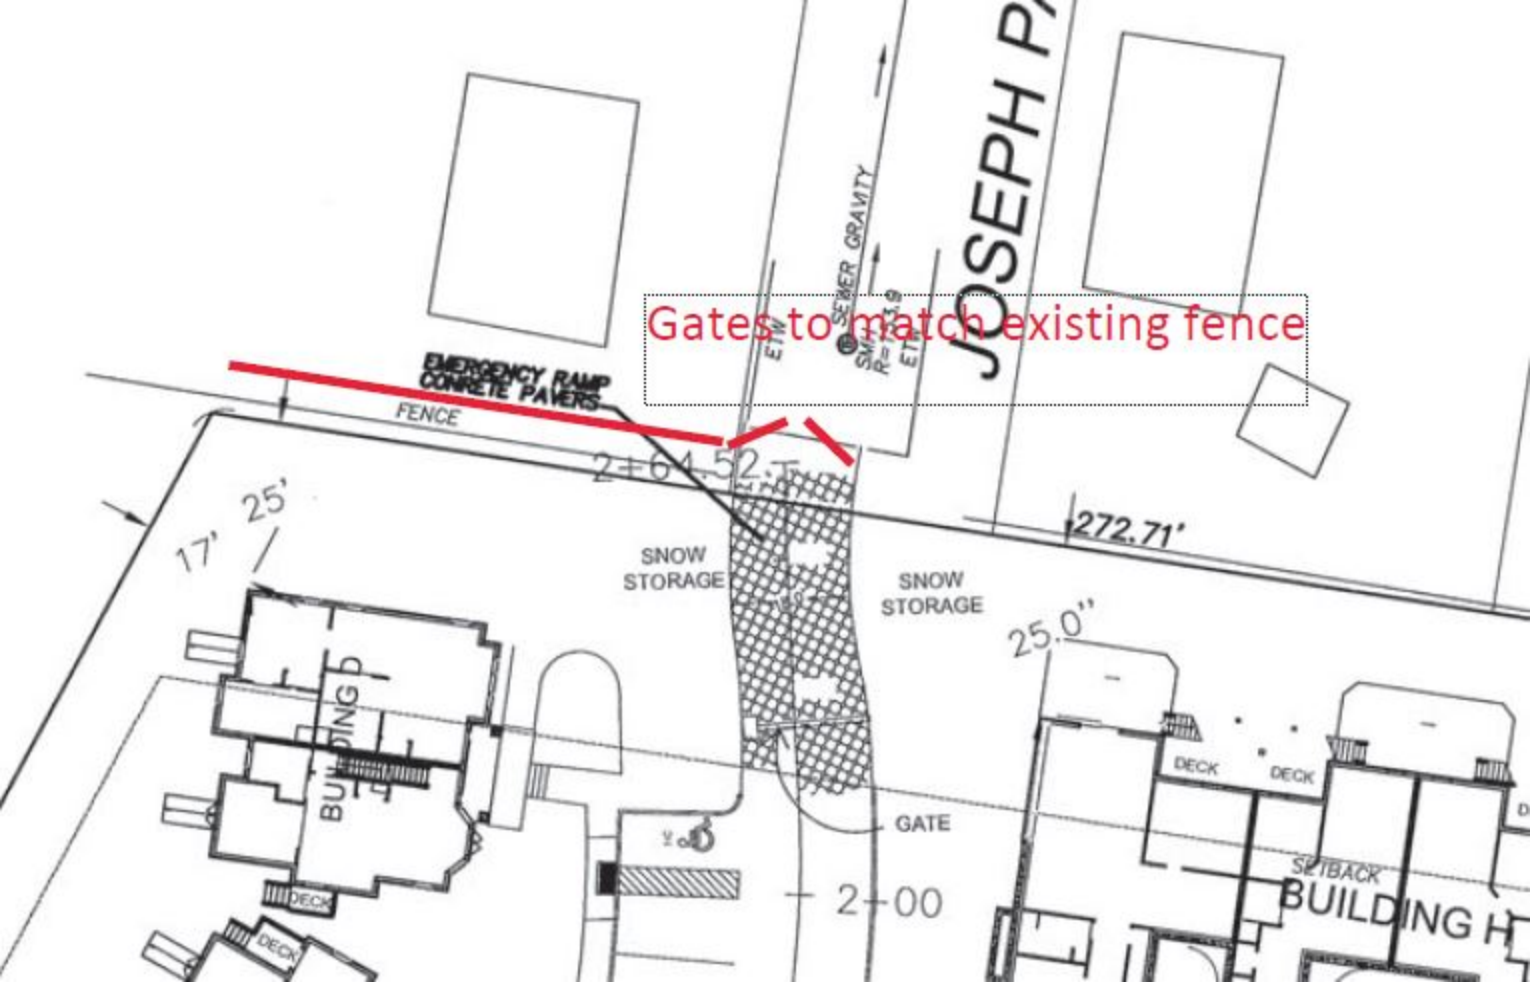 JOSEPH PA
SEWER GRAVITY
SMH
ETW
ETW
Gates to match existing fence
EMERGENCY RAMP
CONRETE PAVERS
FENCE
2+64.52
272.71'
25'
17'
SNOW
STORAGE
SNOW
STORAGE
25.0"
BUILDING D
DECK
DECK
GATE
SETBACK
BUILDING H
2+00
DECK
DECK